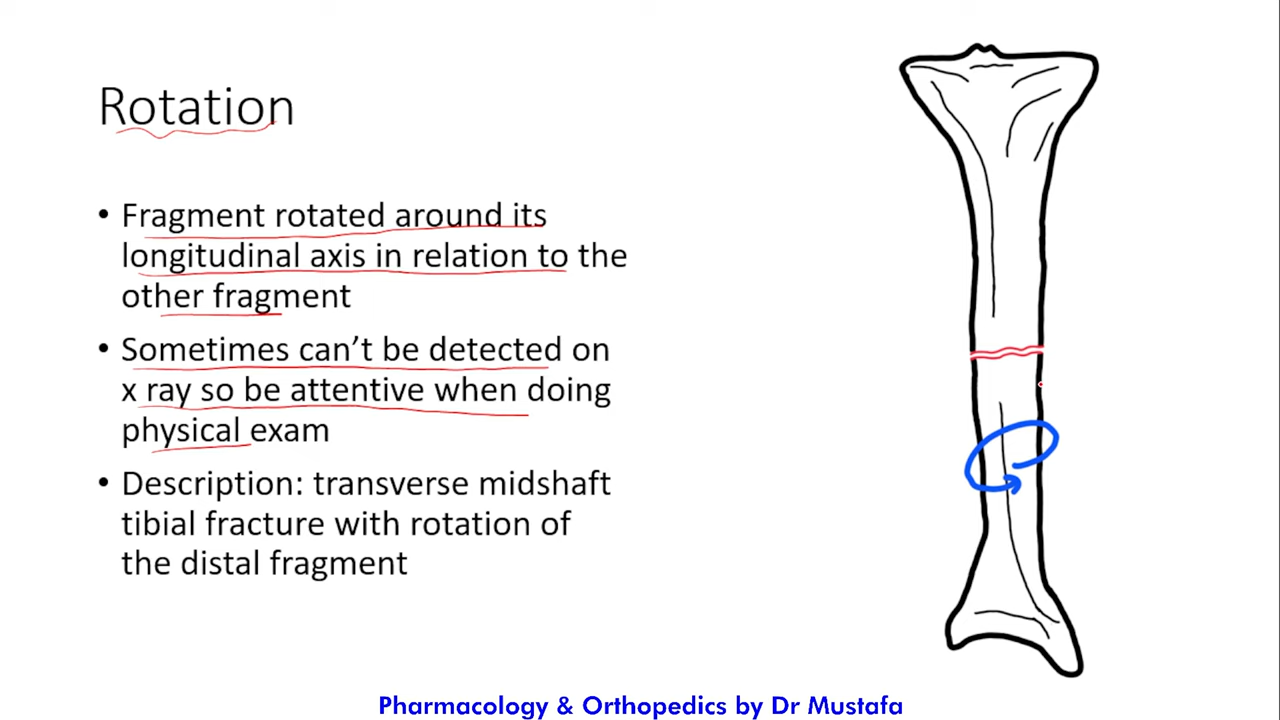 Rotation
• Fragment rotated around its
longitudinal axis in relation to the
other fragment
• Sometimes can't be detected on
x ray so be attentive when doing
physical exam
• Description: transverse midshaft
tibial fracture with rotation of
the distal fragment
Pharmacology & Orthopedics by Dr Mustafa